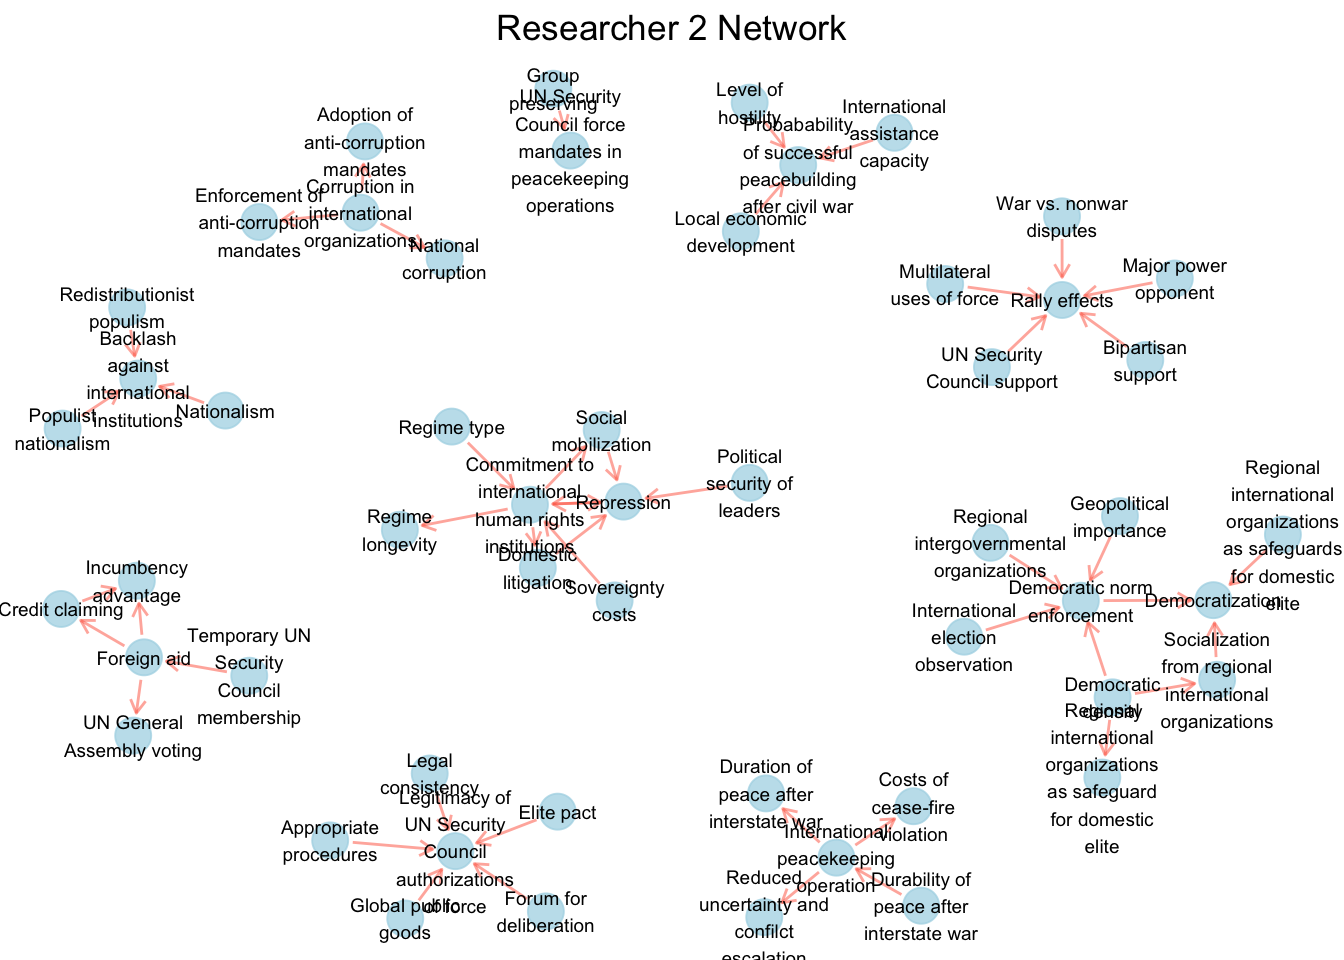 Researcher 2 Network
Group
preserving
UN Security
Council force
mandates in
peacekeeping
operations
Level of
hostility
Probabability
of successful
peacebuilding
after civil war
International
assistance
capacity
Local economic
development
Adoption of
anti-corruption
mandates
Enforcement of
anti-corruption
mandates
Corruption in
international
organizations
National
corruption
War vs. nonwar
disputes
Multilateral
uses of force
Rally effects
Major power
opponent
UN Security
Council support
Bipartisan
support
Redistributionist
populism
Backlash
against
international
institutions
Populist
nationalism
Nationalism
Regime type
Social
mobilization
Commitment to
international
human rights
institutions
Repression
Political
security of
leaders
Regime
longevity
Domestic
litigation
Sovereignty
costs
Regional
intergovernmental
organizations
Geopolitical
importance
Regional
international
organizations
as safeguards
for domestic
elite
Democratic norm
enforcement
Democratization
International
election
observation
Socialization
from regional
international
organizations
Democratic
density
Regional
international
organizations
as safeguard
for domestic
elite
Incumbency
advantage
Credit claiming
Foreign aid
Temporary UN
Security
Council
membership
UN General
Assembly voting
Legal
consistency
Legitimacy of
UN Security
Council
authorizations
of force
Elite pact
Appropriate
procedures
Global public
goods
Forum for
deliberation
Duration of
peace after
interstate war
Costs of
cease-fire
violation
International
peacekeeping
operation
Reduced
uncertainty and
confilct
escalation
Durability of
peace after
interstate war